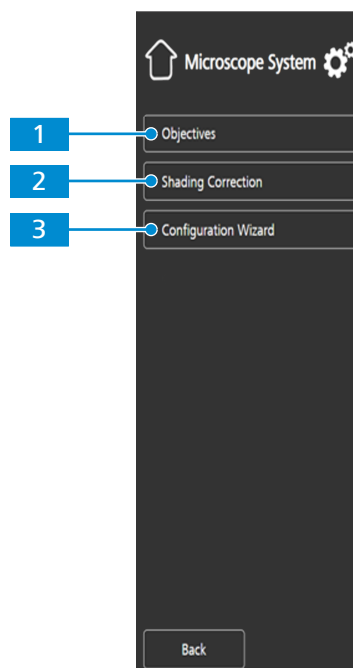 Microscope System
1
Objectives
2
Shading Correction
3
Configuration Wizard
Back